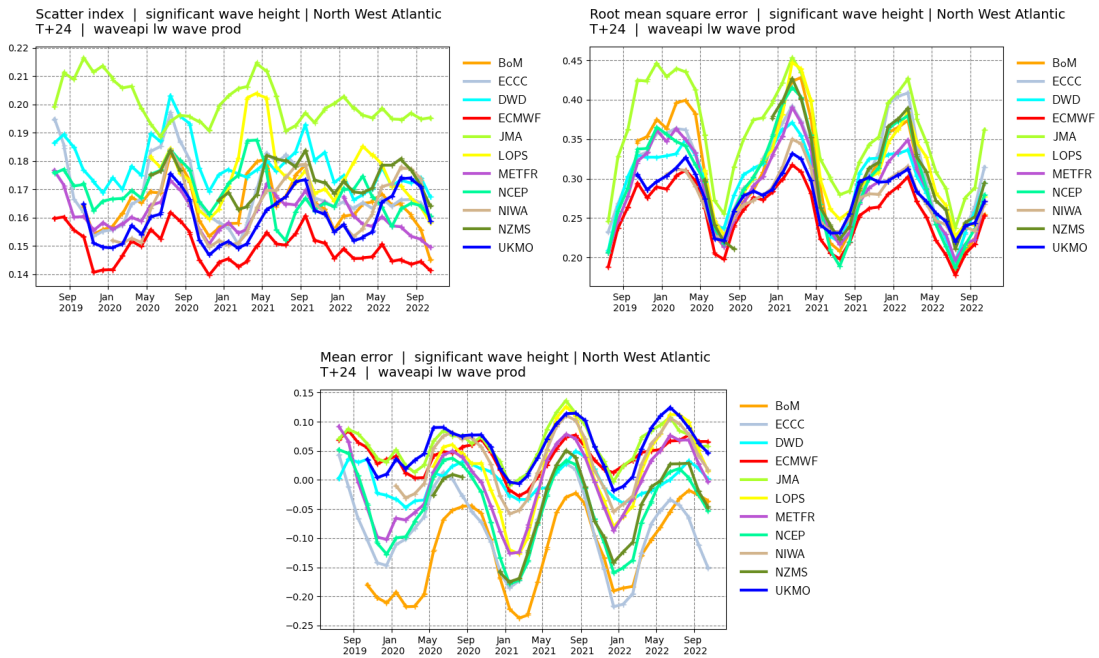 Scatter index | significant wave height | North West Atlantic
T+24 | waveapi lw wave prod
0.22
0.21
0.20
0.19
0.18
0.17
0.16
0.15
0.14
Sep
2019
Jan
2020
May
2020
Sep
2020
Jan
2021
May
2021
Sep
2021
Jan
2022
May
2022
Sep
2022
BoM
ECCC
DWD
ECMWF
JMA
LOPS
METFR
NCEP
NIWA
NZMS
UKMO
Root mean square error | significant wave height | North West Atlantic
T+24 | waveapi lw wave prod
0.45
0.40
0.35
0.30
0.25
0.20
Sep
2019
Jan
2020
May
2020
Sep
2020
Jan
2021
May
2021
Sep
2021
Jan
2022
May
2022
Sep
2022
BoM
ECCC
DWD
ECMWF
JMA
LOPS
METFR
NCEP
NIWA
NZMS
UKMO
Mean error | significant wave height | North West Atlantic
T+24 | waveapi lw wave prod
0.15
0.10
0.05
0.00
−0.05
−0.10
−0.15
−0.20
−0.25
Sep
2019
Jan
2020
May
2020
Sep
2020
Jan
2021
May
2021
Sep
2021
Jan
2022
May
2022
Sep
2022
BoM
ECCC
DWD
ECMWF
JMA
LOPS
METFR
NCEP
NIWA
NZMS
UKMO